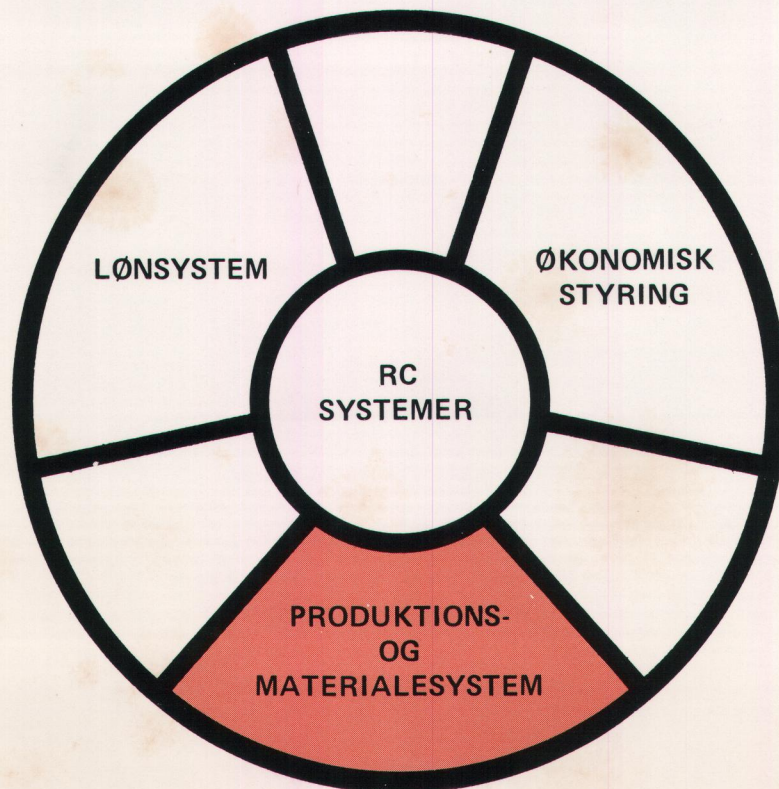 LØNSYSTEM
ØKONOMISK
STYRING
RC
SYSTEMER
PRODUKTIONS-
OG
MATERIALESYSTEM